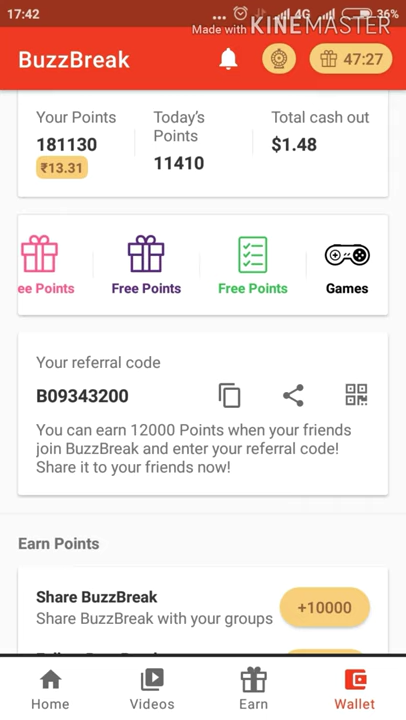 17:42
4G
36%
Made with KINEMASTER
BuzzBreak
47:27
Your Points
181130
₹13.31
Today's
Points
11410
Total cash out
$1.48
ee Points
Free Points
Free Points
Games
Your referral code
B09343200
You can earn 12000 Points when your friends
join BuzzBreak and enter your referral code!
Share it to your friends now!
Earn Points
Share BuzzBreak
Share BuzzBreak with your groups
+10000
Home
Videos
Earn
Wallet